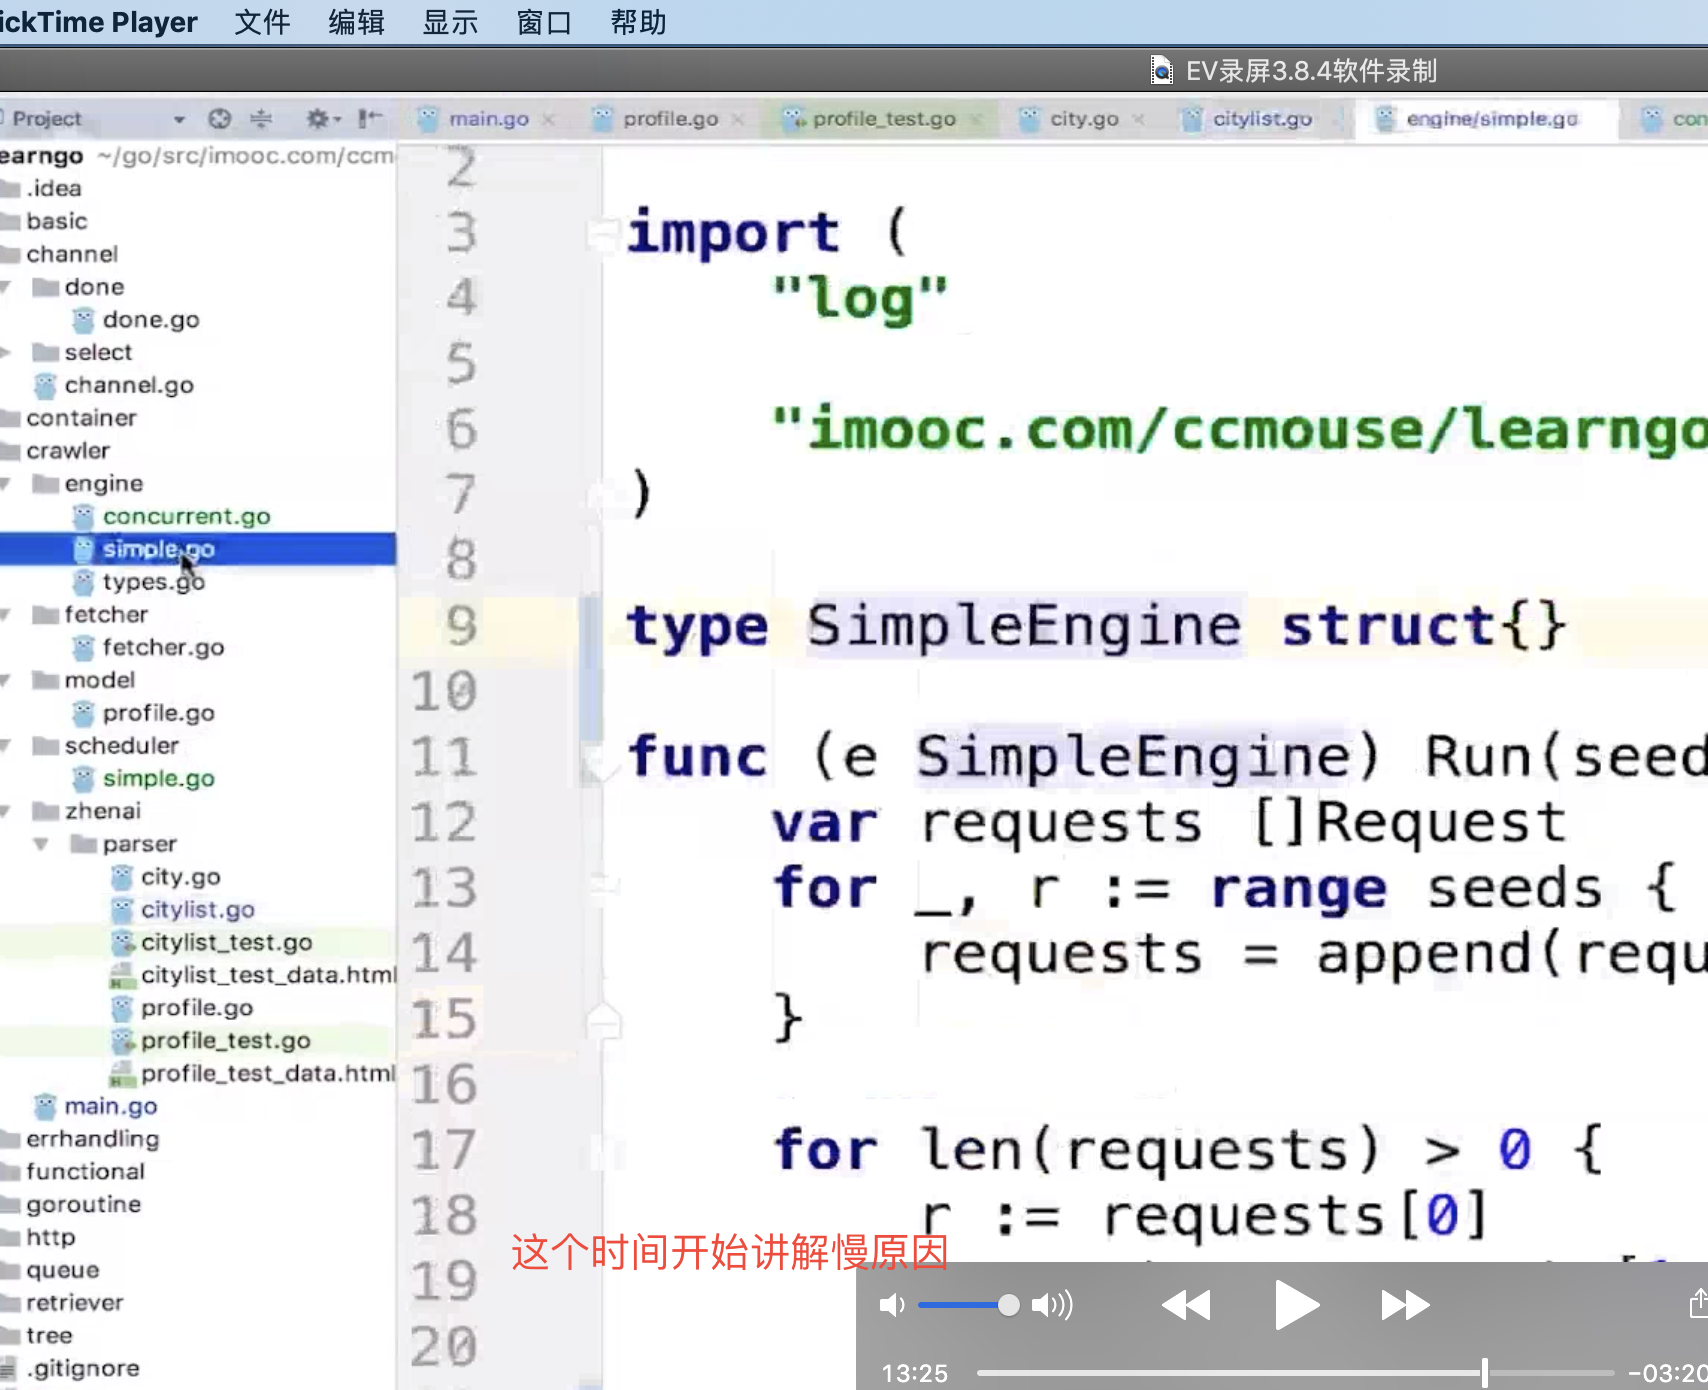 ickTime Player 文件 编辑 显示 窗口 帮助
EV录屏3.8.4软件录制
Project
main.go
profile.go
profile_test.go
city.go
citylist.go
engine/simple.go
con
earngo ~/go/src/imooc.com/ccm
.idea
basic
channel
done
done.go
select
channel.go
container
crawler
engine
concurrent.go
simple.go
types.go
fetcher
fetcher.go
model
profile.go
scheduler
simple.go
zhenai
parser
city.go
citylist.go
citylist_test.go
citylist_test_data.html
profile.go
profile_test.go
profile_test_data.html
main.go
errhandling
functional
goroutine
http
queue
retriever
tree
.gitignore
2
3 import (
4 "log"
5
6 "imooc.com/ccmouse/learngo
7 )
8
9 type SimpleEngine struct{}
10
11 func (e SimpleEngine) Run(seed
12 var requests []Request
13 for _, r := range seeds {
14 requests = append(requ
15 }
16
17 for len(requests) > 0 {
18 r := requests[0]
19
20
这个时间开始讲解慢原因
13:25
-03:20